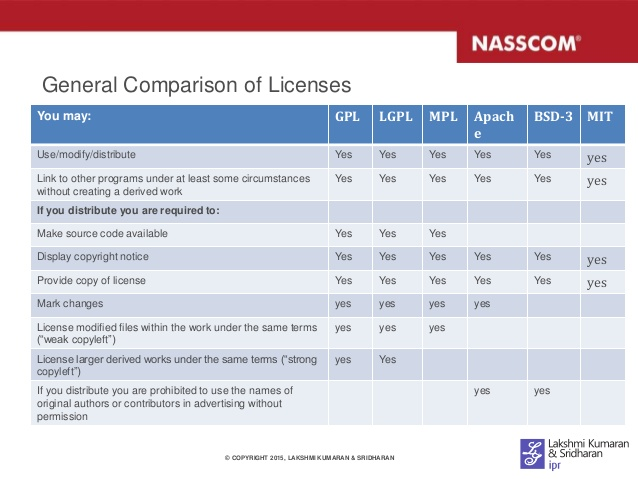 NASSCOM®
General Comparison of Licenses
You may: GPL LGPL MPL Apach BSD-3 MIT
e
Use/modify/distribute Yes Yes Yes Yes Yes yes
Link to other programs under at least some circumstances Yes Yes Yes Yes Yes yes
without creating a derived work
If you distribute you are required to:
Make source code available Yes Yes Yes
Display copyright notice Yes Yes Yes Yes Yes yes
Provide copy of license Yes Yes Yes Yes Yes yes
Mark changes yes yes yes yes
License modified files within the work under the same terms yes yes yes
("weak copyleft")
License larger derived works under the same terms ("strong yes Yes
copyleft")
If you distribute you are prohibited to use the names of yes yes
original authors or contributors in advertising without
permission
© COPYRIGHT 2015, LAKSHMI KUMARAN & SRIDHARAN
Lakshmi Kumaran
& Sridharan
ipr